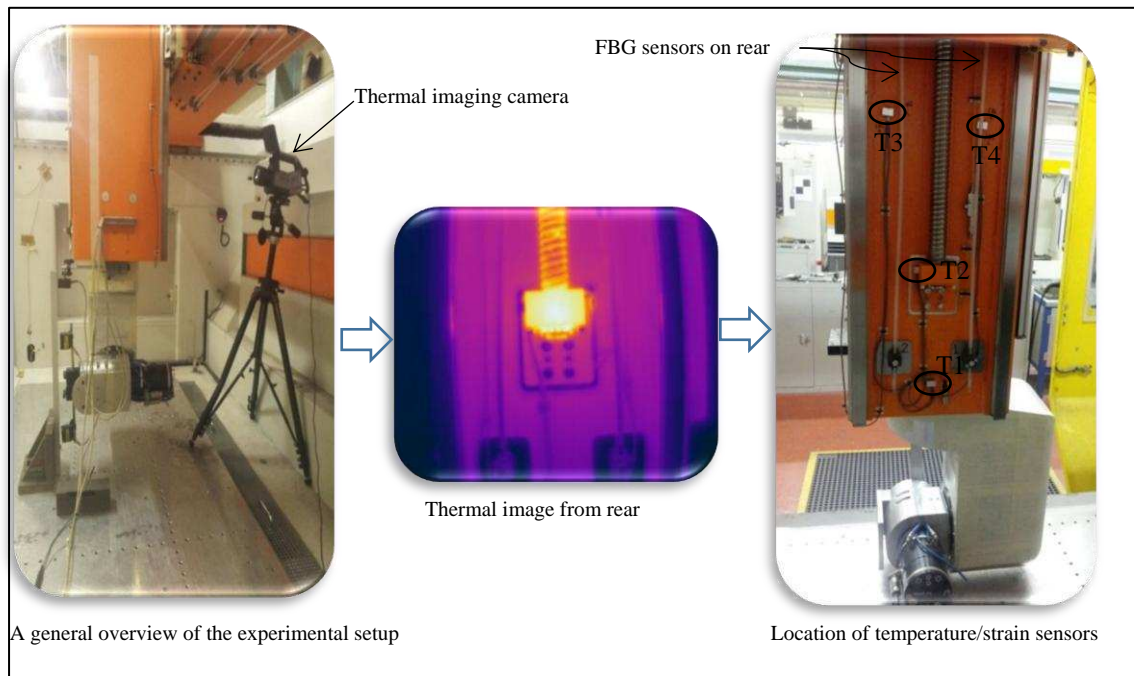 FBG sensors on rear
Thermal imaging camera
T3
T4
T2
T1
Thermal image from rear
A general overview of the experimental setup
Location of temperature/strain sensors